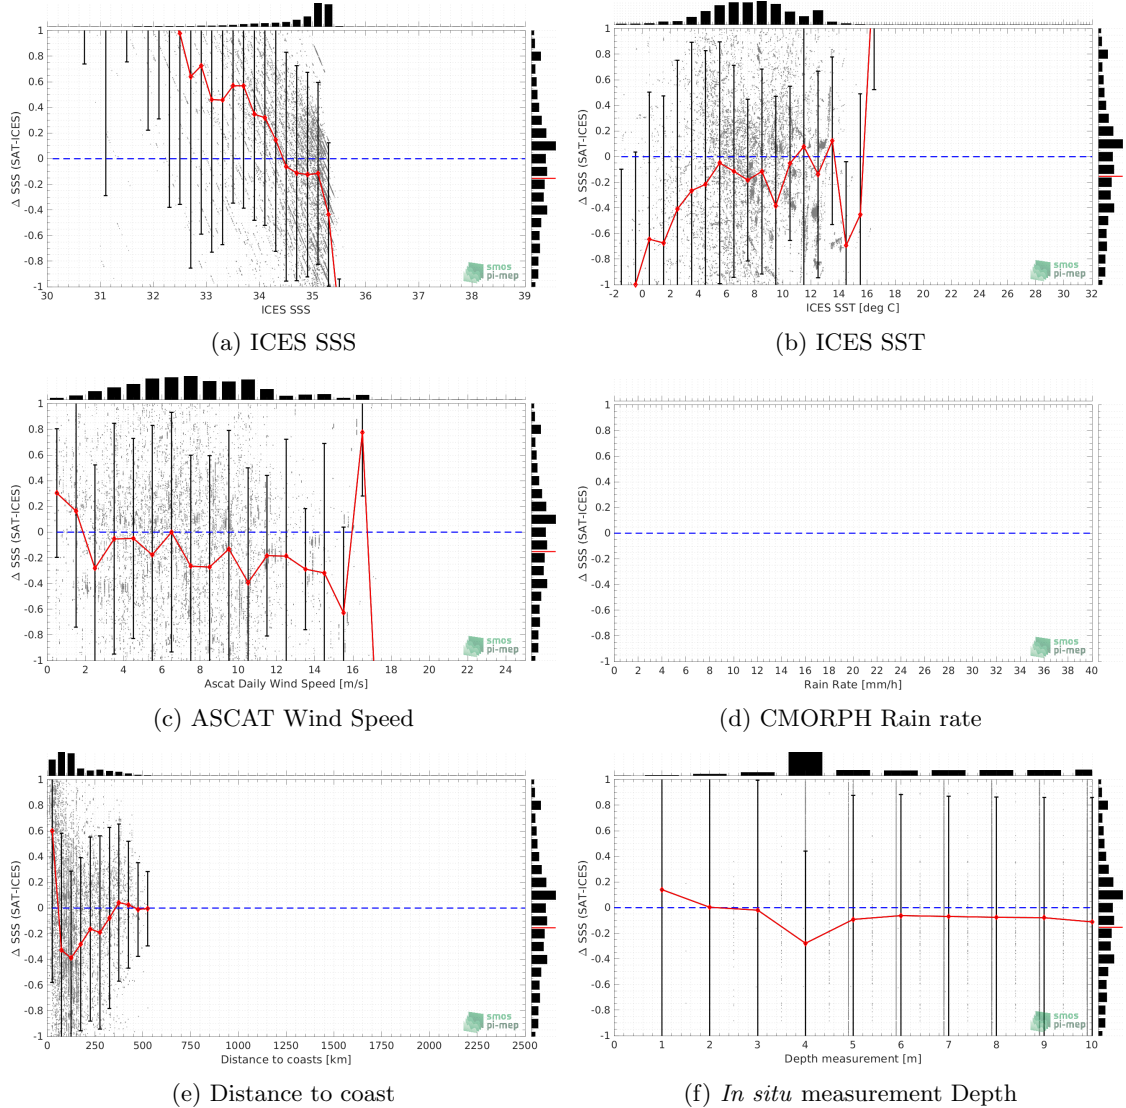 1
0.8
0.6
0.4
0.2
0
-0.2
-0.4
-0.6
-0.8
-1
Δ SSS (SAT-ICES)
30 31 32 33 34 35 36 37 38 39
ICES SSS
smos
pi-mep
(a) ICES SSS
1
0.8
0.6
0.4
0.2
0
-0.2
-0.4
-0.6
-0.8
-1
Δ SSS (SAT-ICES)
-2 0 2 4 6 8 10 12 14 16 18 20 22 24 26 28 30 32
ICES SST [deg C]
smos
pi-mep
(b) ICES SST
1
0.8
0.6
0.4
0.2
0
-0.2
-0.4
-0.6
-0.8
-1
Δ SSS (SAT-ICES)
0 2 4 6 8 10 12 14 16 18 20 22 24
Ascat Daily Wind Speed [m/s]
smos
pi-mep
(c) ASCAT Wind Speed
1
0.8
0.6
0.4
0.2
0
-0.2
-0.4
-0.6
-0.8
-1
Δ SSS (SAT-ICES)
0 2 4 6 8 10 12 14 16 18 20 22 24 26 28 30 32 34 36 38 40
Rain Rate [mm/h]
smos
pi-mep
(d) CMORPH Rain rate
1
0.8
0.6
0.4
0.2
0
-0.2
-0.4
-0.6
-0.8
-1
Δ SSS (SAT-ICES)
0 250 500 750 1000 1250 1500 1750 2000 2250 2500
Distance to coasts [km]
smos
pi-mep
(e) Distance to coast
1
0.8
0.6
0.4
0.2
0
-0.2
-0.4
-0.6
-0.8
-1
Δ SSS (SAT-ICES)
0 1 2 3 4 5 6 7 8 9 10
Depth measurement [m]
smos
pi-mep
(f) In situ measurement Depth